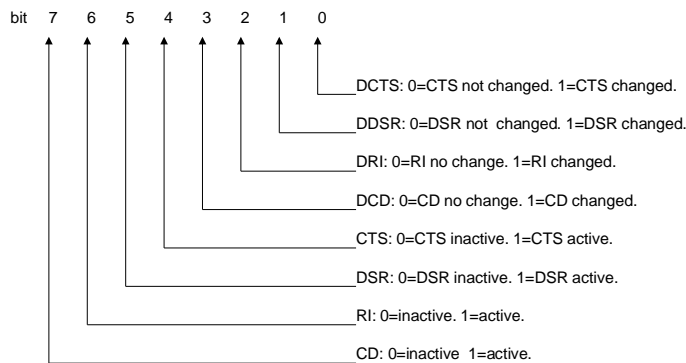 bit 7 6 5 4 3 2 1 0
DCTS: 0=CTS not changed. 1=CTS changed.
DDSR: 0=DSR not changed. 1=DSR changed.
DRI: 0=RI no change. 1=RI changed.
DCD: 0=CD no change. 1=CD changed.
CTS: 0=CTS inactive. 1=CTS active.
DSR: 0=DSR inactive. 1=DSR active.
RI: 0=inactive. 1=active.
CD: 0=inactive 1=active.